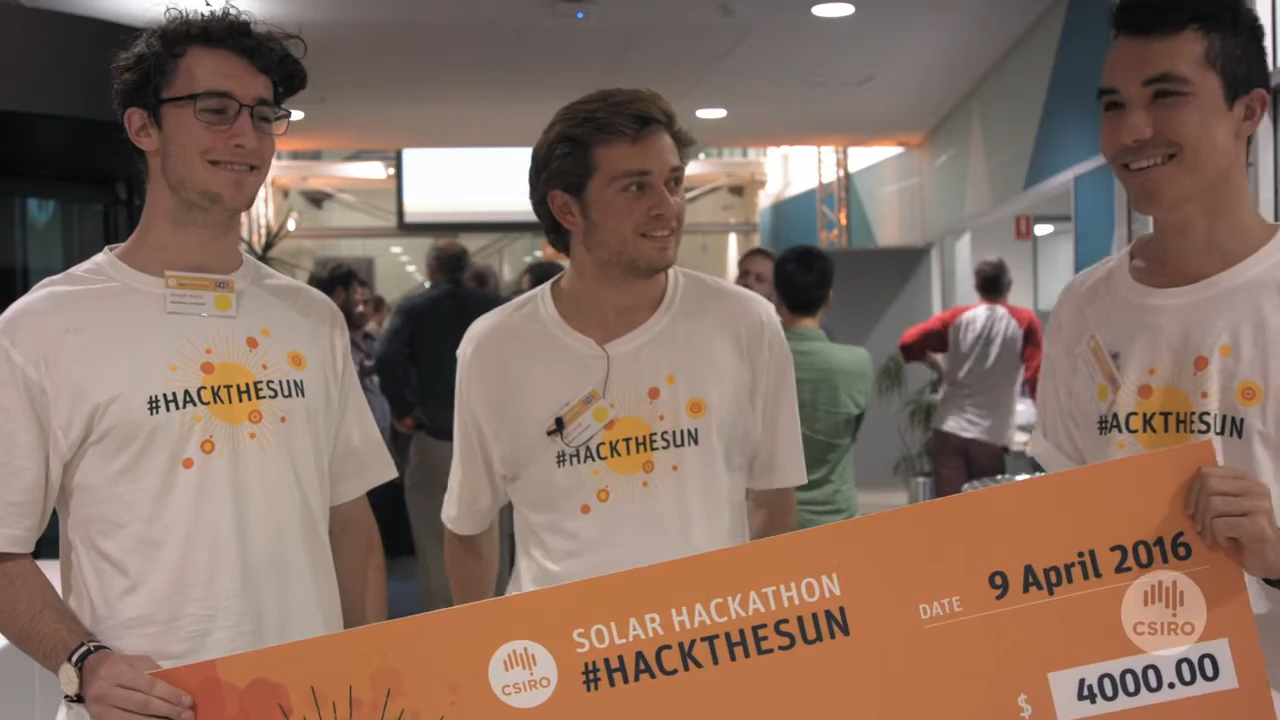 #HACKTHESUN
#HACKTHESUN
#HACKTHESUN
SOLAR HACKATHON
#HACKTHESUN
CSIRO
DATE 9 April 2016
CSIRO
$ 4000.00